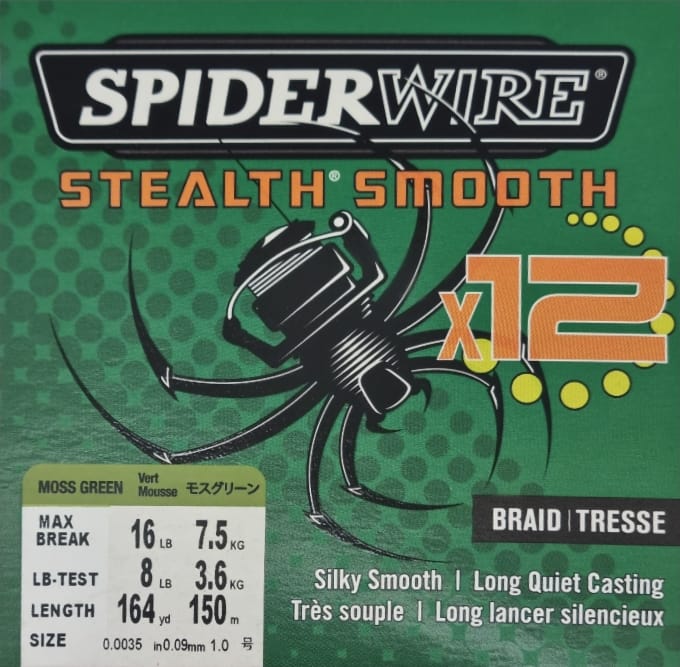 SPIDERWIRE®
STEALTH® SMOOTH
x12
MOSS GREEN Vert Mousse モスグリーン
MAX BREAK 16 LB 7.5 KG
LB-TEST 8 LB 3.6 KG
LENGTH 164 yd 150 m
SIZE 0.0035 in 0.09mm 1.0 号
BRAID | TRESSE
Silky Smooth | Long Quiet Casting
Très souple | Long lancer silencieux